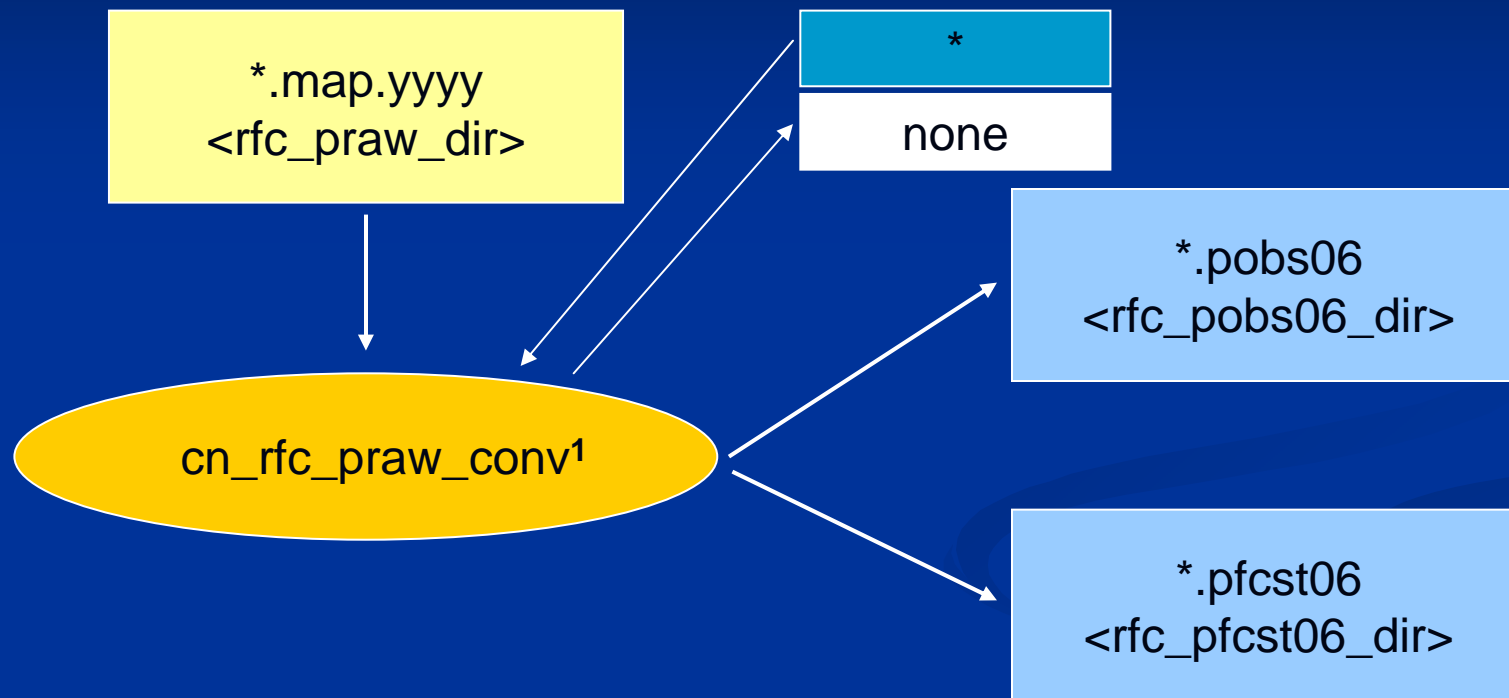 *.map.yyyy
<rfc_praw_dir>
*
none
*.pobs06
<rfc_pobs06_dir>
cn_rfc_praw_conv¹
*.pfcst06
<rfc_pfcst06_dir>